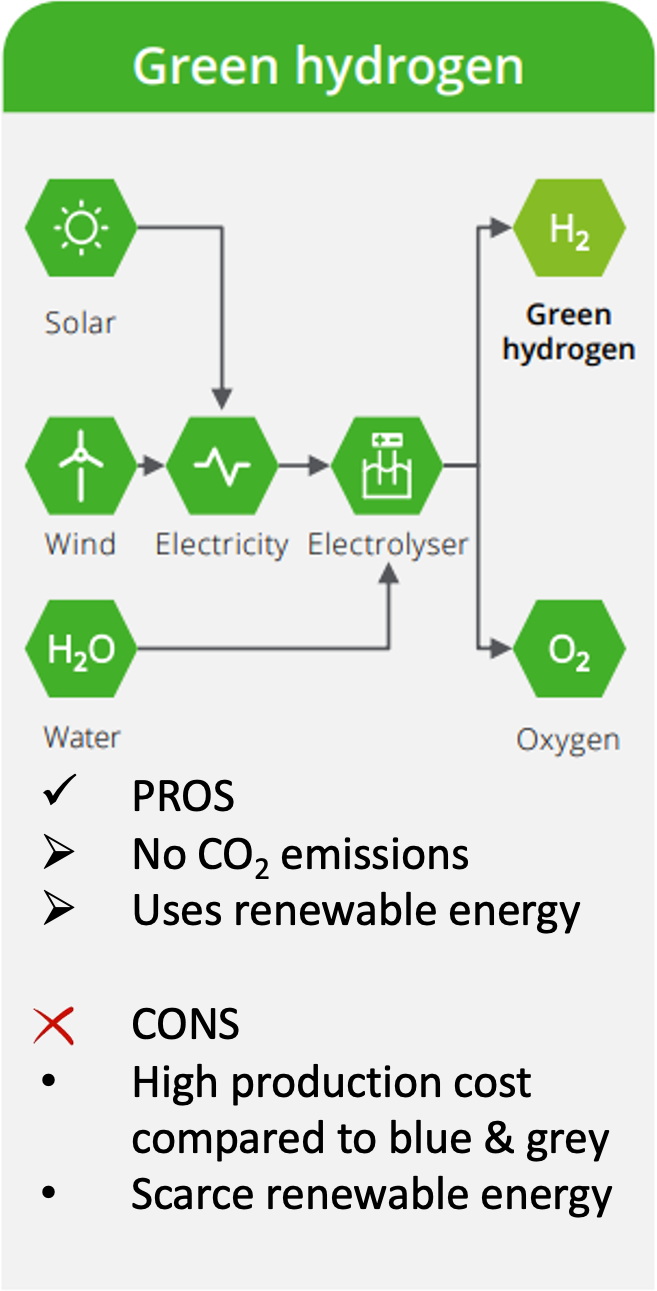 Green hydrogen
Solar
H₂
Green
hydrogen
Wind
Electricity
Electrolyser
H₂O
Water
O₂
Oxygen
✓ PROS
➢ No CO₂ emissions
➢ Uses renewable energy
✗ CONS
• High production cost
compared to blue & grey
• Scarce renewable energy